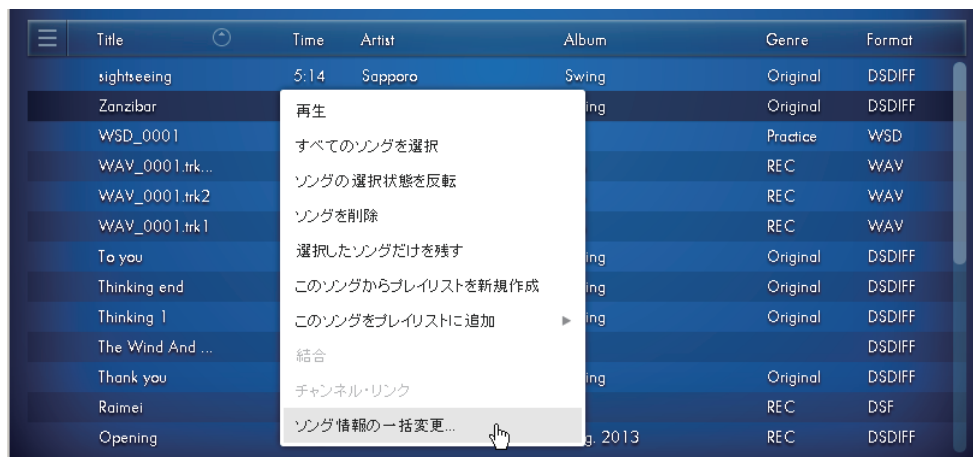 Title Time Artist Album Genre Format
sightseeing 5:14 Sapporo Swing Original DSDIFF
Zanzibar ing Original DSDIFF
再生
WSD_0001 Practice WSD
すべてのソングを選択
WAV_0001.trk... REC WAV
ソングの選択状態を反転
WAV_0001.trk2 REC WAV
ソングを削除
WAV_0001.trk1 REC WAV
選択したソングだけを残す
To you ing Original DSDIFF
このソングからプレイリストを新規作成
Thinking end ing Original DSDIFF
このソングをプレイリストに追加
Thinking 1 ing Original DSDIFF
結合
The Wind And ... DSDIFF
チャンネル・リンク
Thank you ing Original DSDIFF
Raimei REC DSF
ソング情報の一括変更...
Opening g. 2013 REC DSDIFF